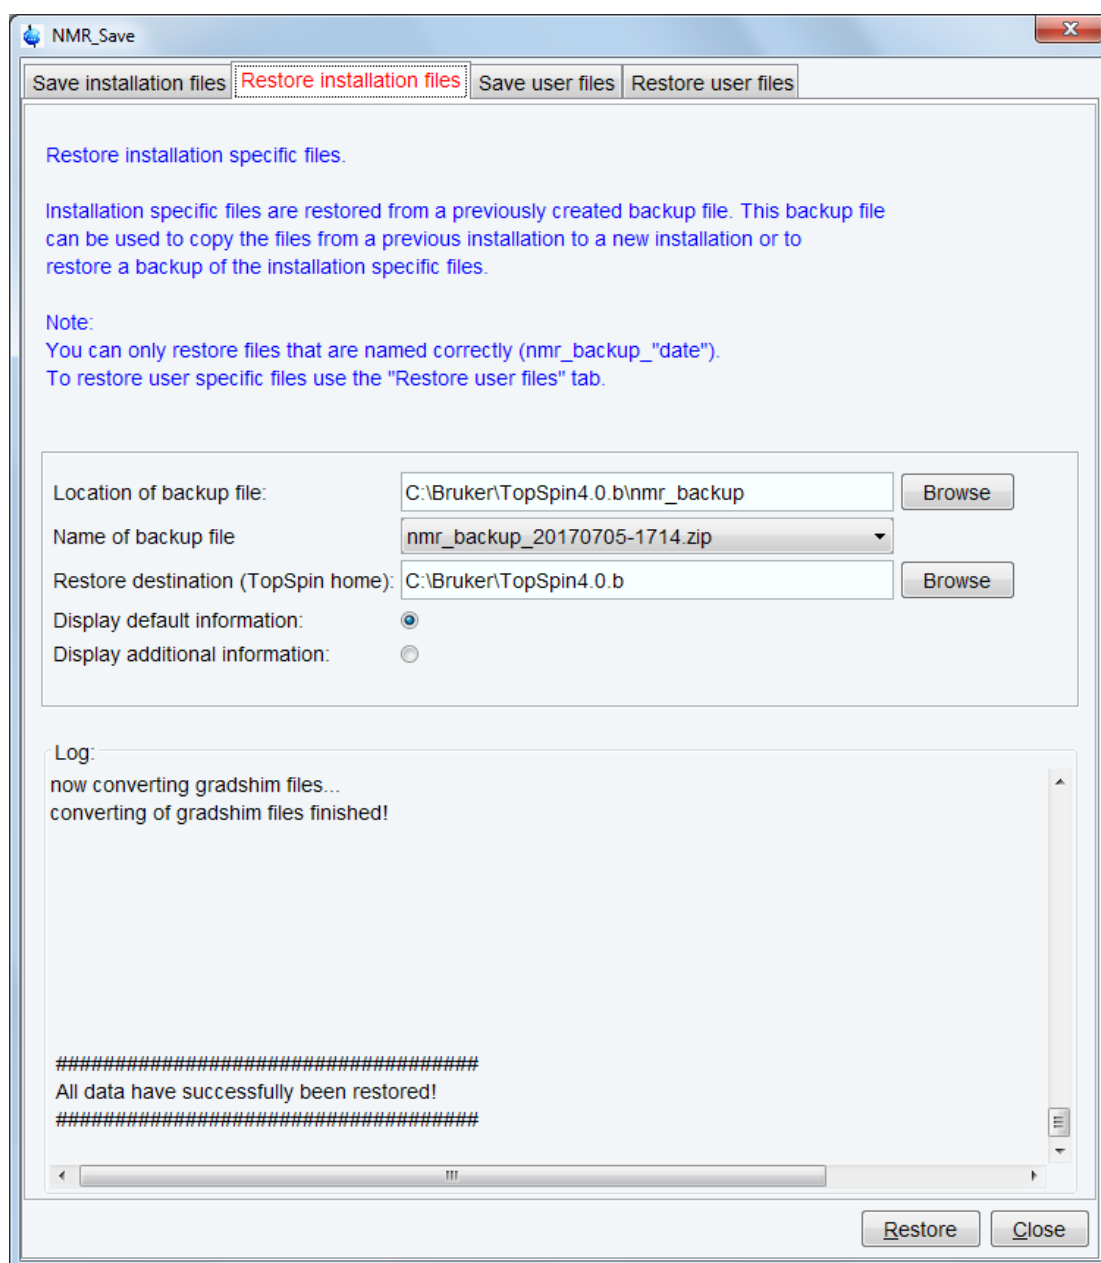 NMR_Save
x
Save installation files Restore installation files Save user files Restore user files
Restore installation specific files.
Installation specific files are restored from a previously created backup file. This backup file
can be used to copy the files from a previous installation to a new installation or to
restore a backup of the installation specific files.
Note:
You can only restore files that are named correctly (nmr_backup_"date").
To restore user specific files use the "Restore user files" tab.
Location of backup file: C:\Bruker\TopSpin4.0.b\nmr_backup Browse
Name of backup file nmr_backup_20170705-1714.zip
Restore destination (TopSpin home): C:\Bruker\TopSpin4.0.b Browse
Display default information:
Display additional information:
Log:
now converting gradshim files...
converting of gradshim files finished!
####################################
All data have successfully been restored!
####################################
Restore Close